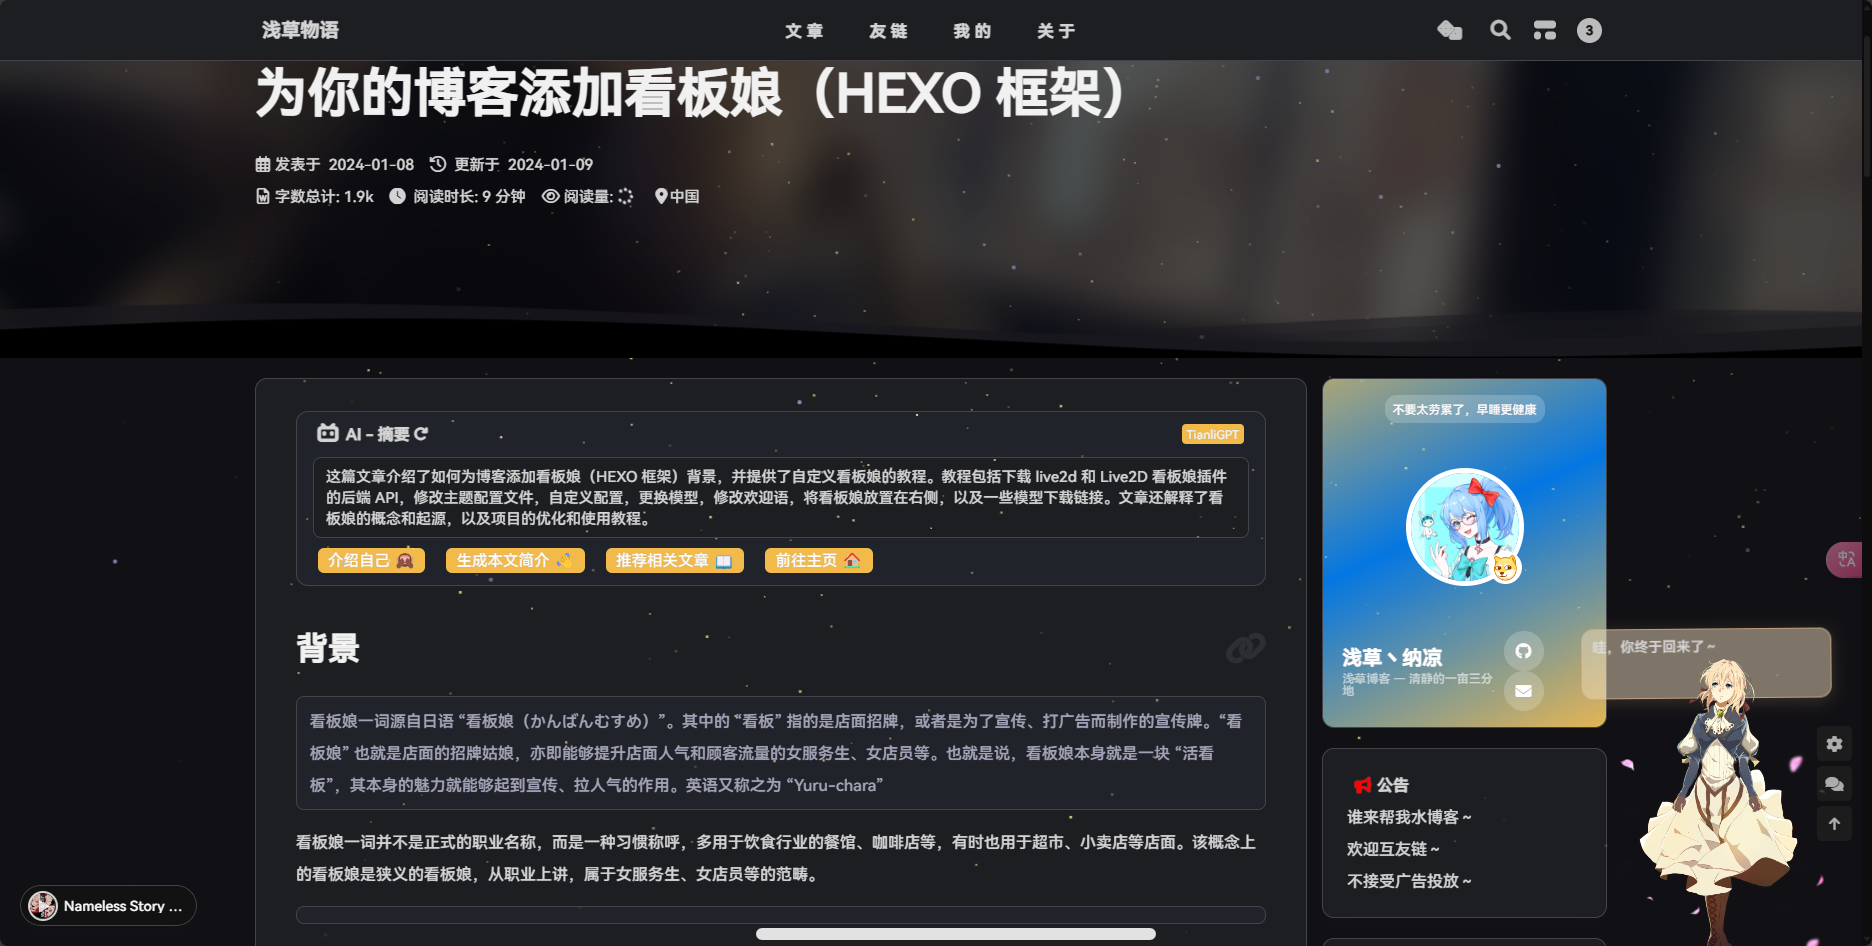 浅草物语
文章 友链 我的 关于
3
为你的博客添加看板娘（HEXO 框架）
发表于 2024-01-08 更新于 2024-01-09
字数总计: 1.9k 阅读时长: 9 分钟 阅读量: 中国
AI - 摘要
TianliGPT
这篇文章介绍了如何为博客添加看板娘（HEXO 框架）背景，并提供了自定义看板娘的教程。教程包括下载 live2d 和 Live2D 看板娘插件
的后端 API，修改主题配置文件，自定义配置，更换模型，修改欢迎语，将看板娘放置在右侧，以及一些模型下载链接。文章还解释了看
板娘的概念和起源，以及项目的优化和使用教程。
介绍自己 🙈 生成本文简介 👋 推荐相关文章 📖 前往主页 🏠
背景
看板娘一词源自日语 “看板娘（かんばんむすめ）”。其中的 “看板” 指的是店面招牌，或者是为了宣传、打广告而制作的宣传牌。“看
板娘” 也就是店面的招牌姑娘，亦即能够提升店面人气和顾客流量的女服务生、女店员等。也就是说，看板娘本身就是一块 “活看
板”，其本身的魅力就能够起到宣传、拉人气的作用。英语又称之为 “Yuru-chara”
看板娘一词并不是正式的职业名称，而是一种习惯称呼，多用于饮食行业的餐馆、咖啡店等，有时也用于超市、小卖店等店面。该概念上
的看板娘是狭义的看板娘，从职业上讲，属于女服务生、女店员等的范畴。
不要太劳累了，早睡更健康
浅草丶纳凉
浅草博客 — 清静的一亩三分
地
公告
谁来帮我水博客 ~
欢迎互友链 ~
不接受广告投放 ~
哇，你终于回来了 ~
中
A
Nameless Story ...